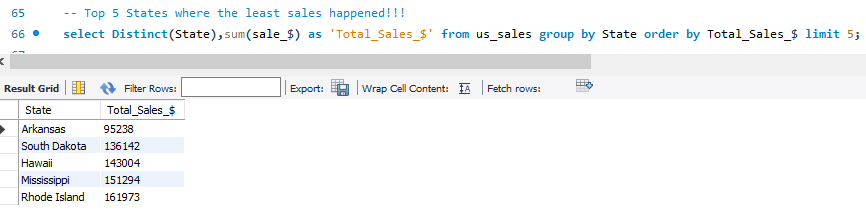 65 -- Top 5 States where the least sales happened!!!
66 select Distinct(State),sum(sale_$) as 'Total_Sales_$' from us_sales group by State order by Total_Sales_$ limit 5;
Result Grid Filter Rows: Export: Wrap Cell Content: IA Fetch rows:
State Total_Sales_$
Arkansas 95238
South Dakota 136142
Hawaii 143004
Mississippi 151294
Rhode Island 161973